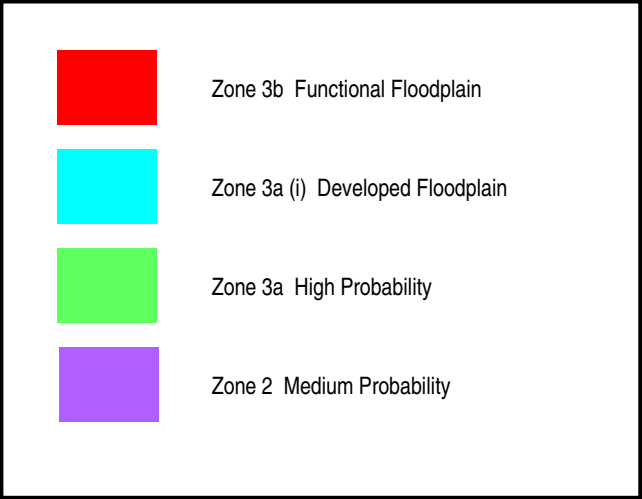 Zone 3b Functional Floodplain
Zone 3a (i) Developed Floodplain
Zone 3a High Probability
Zone 2 Medium Probability